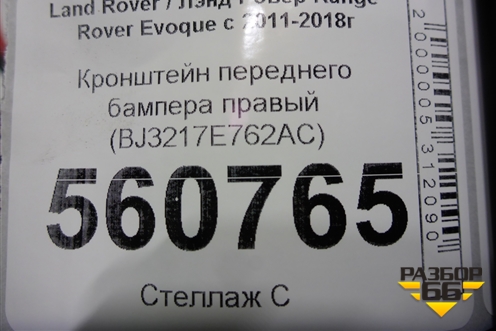 Land Rover / Лэнд Ровер Range
Rover Evoque с 2011-2018г
Кронштейн переднего
бампера правый
(BJ3217E762AC)
560765
Стеллаж С
2000005312090
РАЗБОР
66